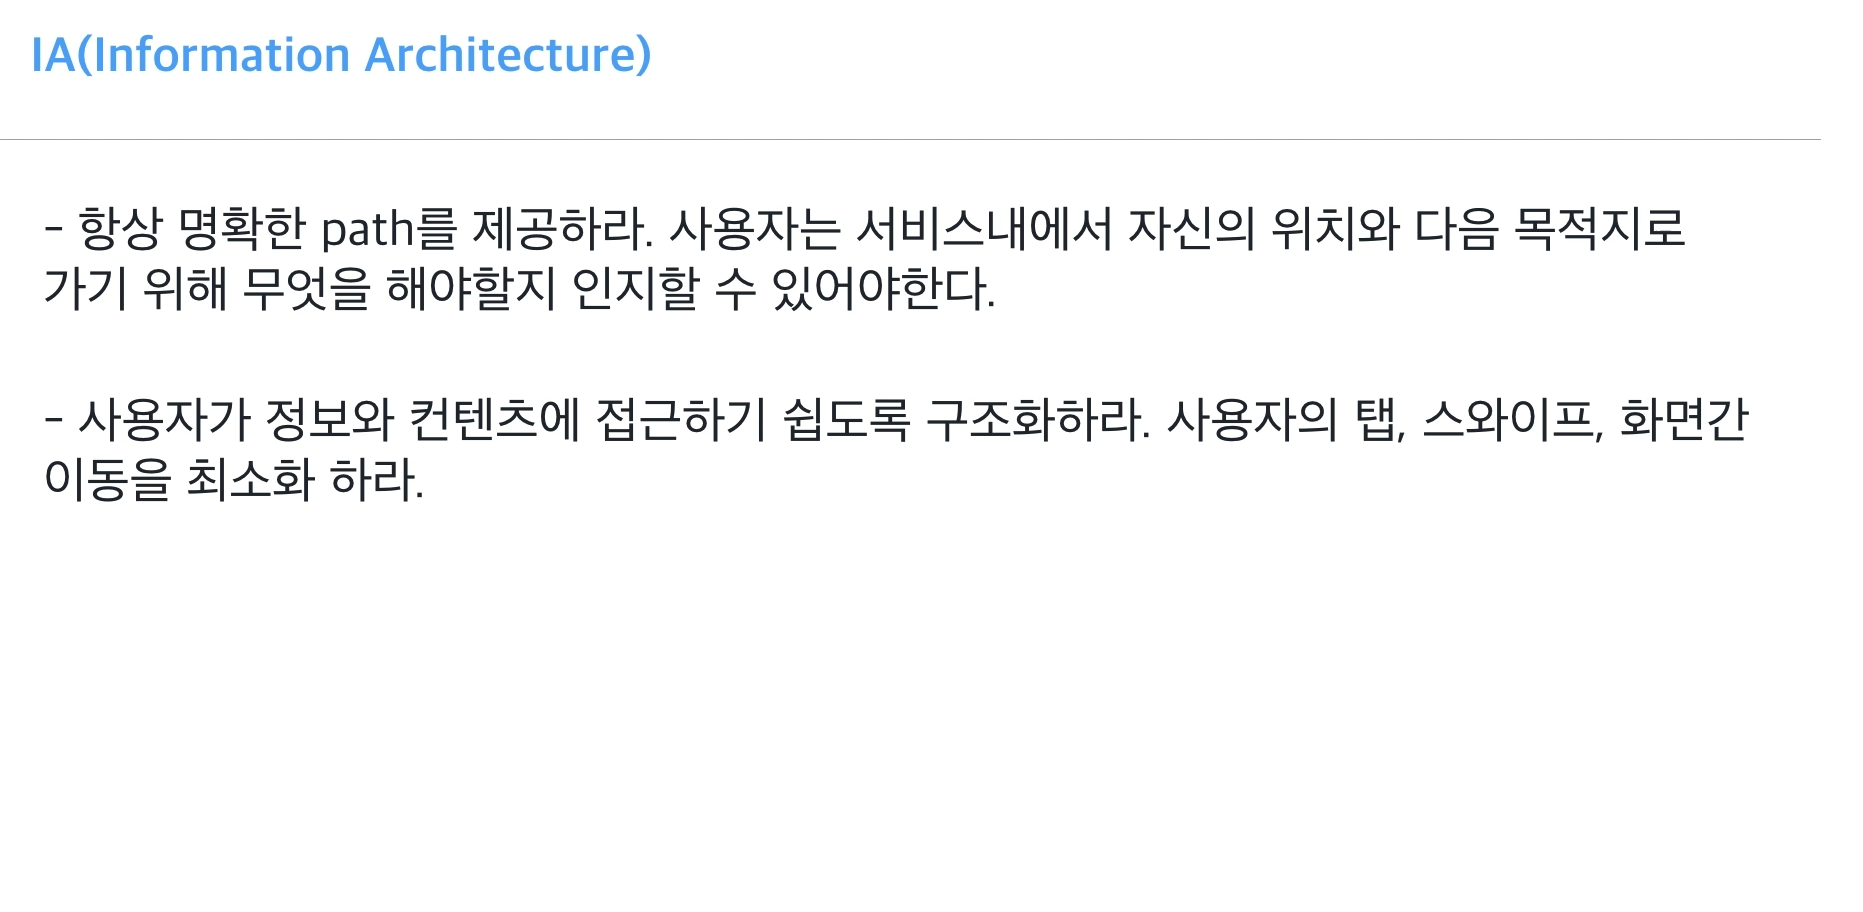 IA(Information Architecture)
- 항상 명확한 path를 제공하라. 사용자는 서비스내에서 자신의 위치와 다음 목적지로
가기 위해 무엇을 해야할지 인지할 수 있어야한다.
- 사용자가 정보와 컨텐츠에 접근하기 쉽도록 구조화하라. 사용자의 탭, 스와이프, 화면간
이동을 최소화 하라.